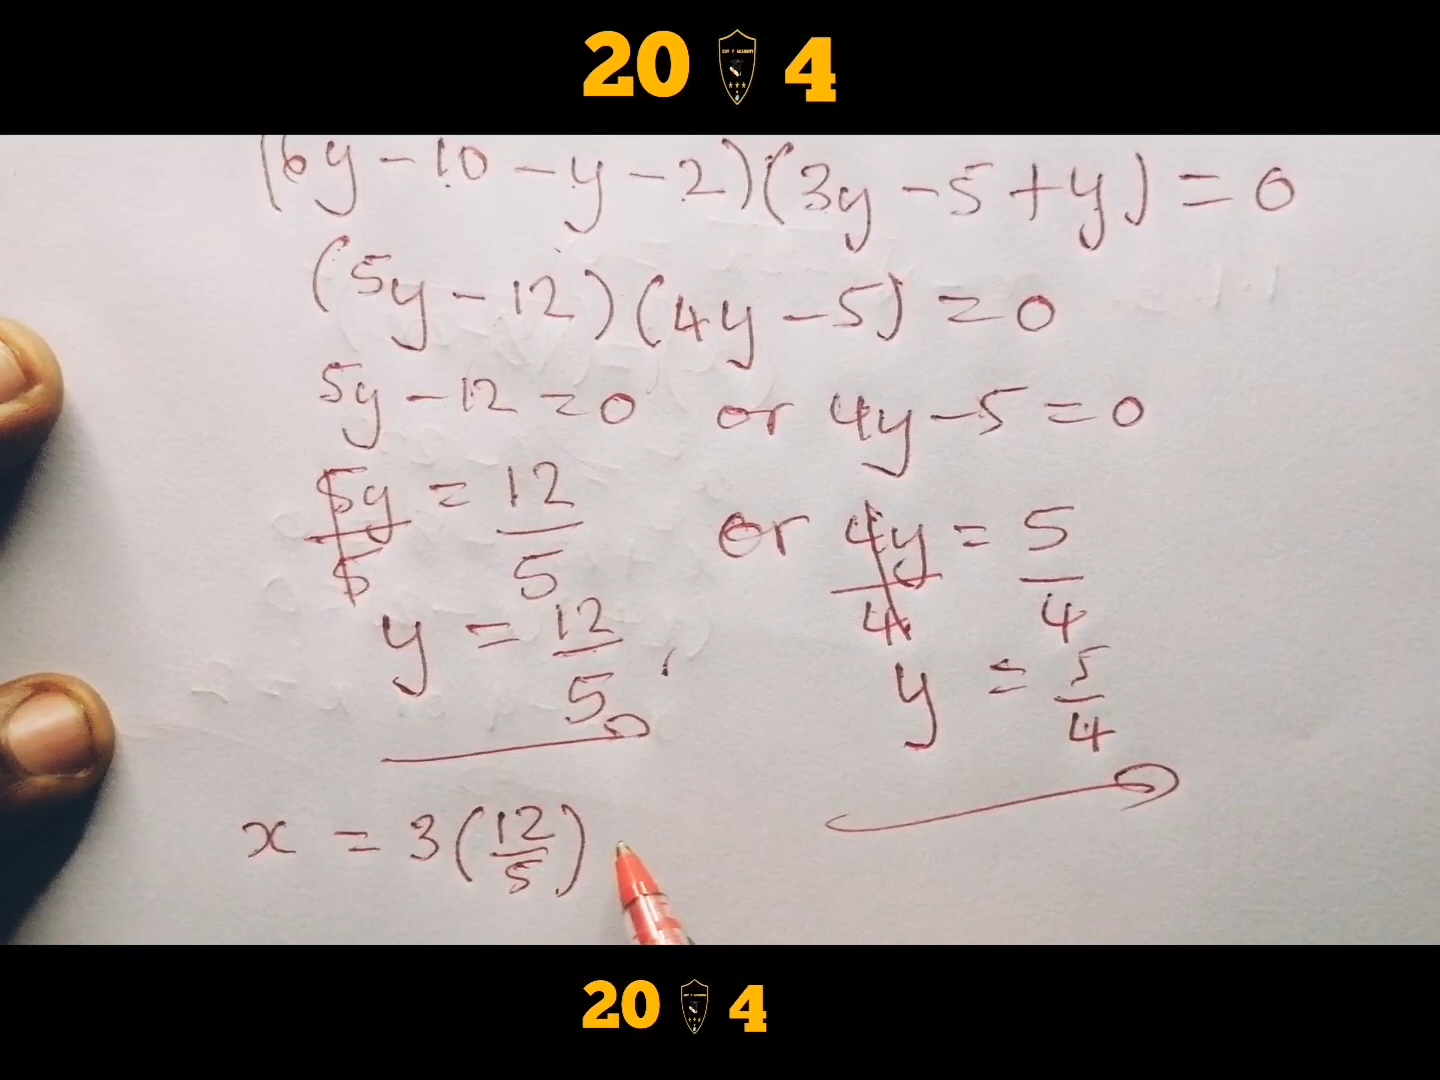 20 4
(6y - 10 - y - 2)(3y - 5 + y) = 0
(5y - 12)(4y - 5) = 0
5y - 12 = 0 or 4y - 5 = 0
5y/5 = 12/5 or 4y/4 = 5/4
y = 12/5, y = 5/4
x = 3(12/5)
20 4